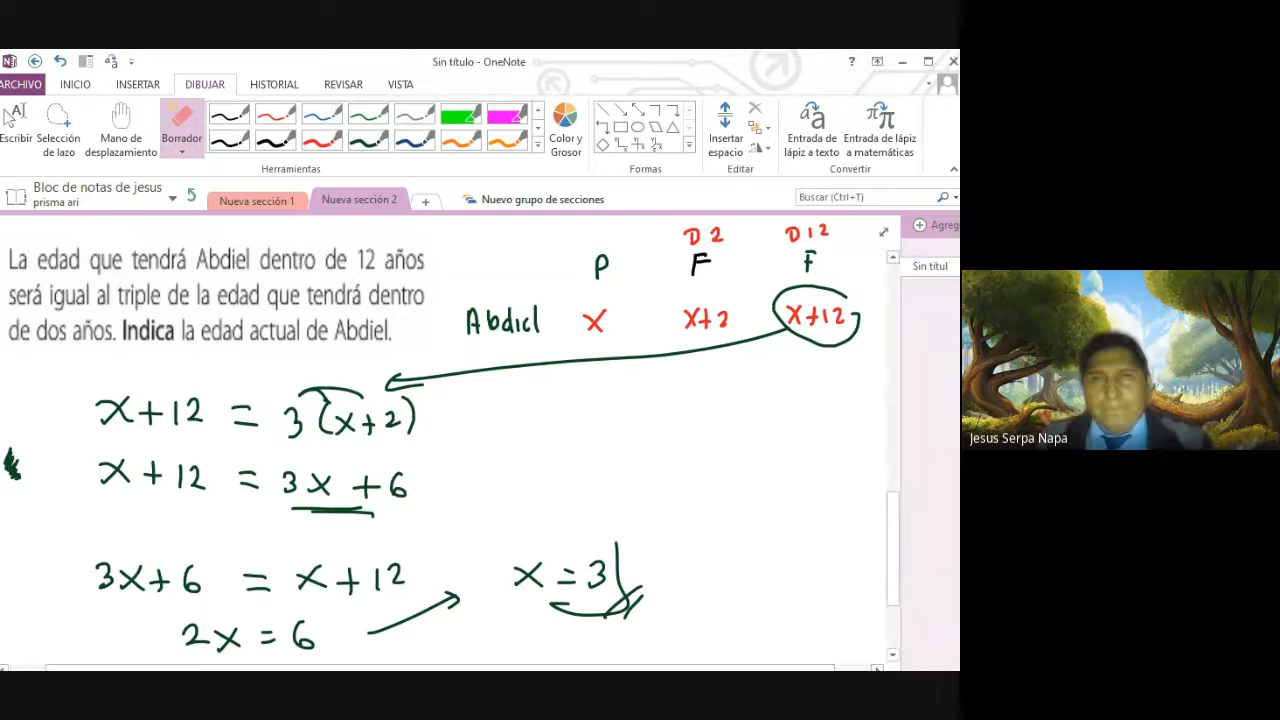 Sin título - OneNote
ARCHIVO INICIO INSERTAR DIBUJAR HISTORIAL REVISAR VISTA
Escribir
Selección de lazo
Mano de desplazamiento
Borrador
Color y Grosor
Insertar espacio
Entrada de lápiz a texto
Entrada de lápiz a matemáticas
Herramientas Formas Editar Convertir
Bloc de notas de jesus
prisma ari
Nueva sección 1
Nueva sección 2
Nuevo grupo de secciones
Buscar (Ctrl+T)
Agreg
Sin títul
La edad que tendrá Abdiel dentro de 12 años
será igual al triple de la edad que tendrá dentro
de dos años. Indica la edad actual de Abdiel.
D 2 D 12
P F F
Abdiel x x+2 x+12
x+12 = 3(x+2)
x+12 = 3x+6
3x+6 = x+12
2x = 6
x = 3
Jesus Serpa Napa